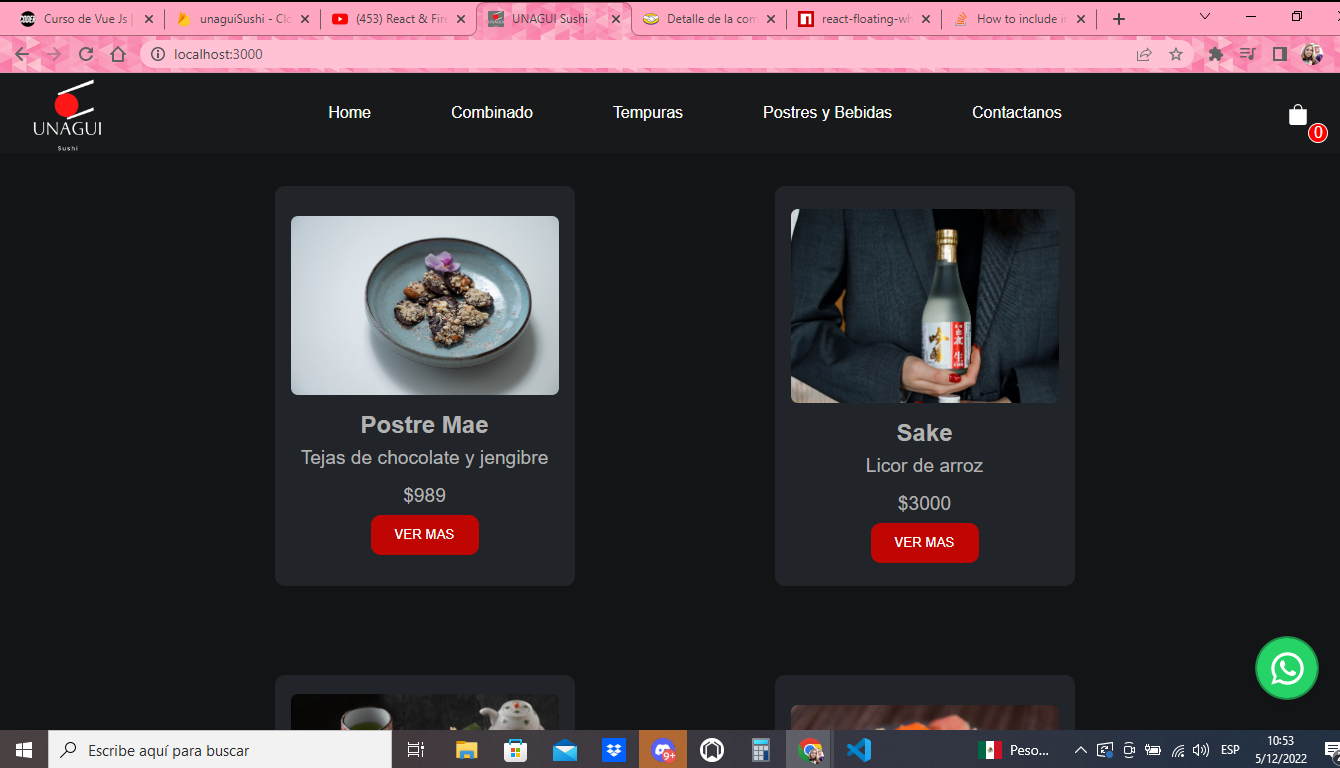 Curso de Vue Js |
unaguiSushi - Clo
(453) React & Fire
UNAGUI Sushi
Detalle de la com
react-floating-wh
How to include in
localhost:3000
UNAGUI
Sushi
Home
Combinado
Tempuras
Postres y Bebidas
Contactanos
0
Postre Mae
Tejas de chocolate y jengibre
$989
VER MAS
Sake
Licor de arroz
$3000
VER MAS
Escribe aquí para buscar
9+
Peso...
ESP
10:53
5/12/2022